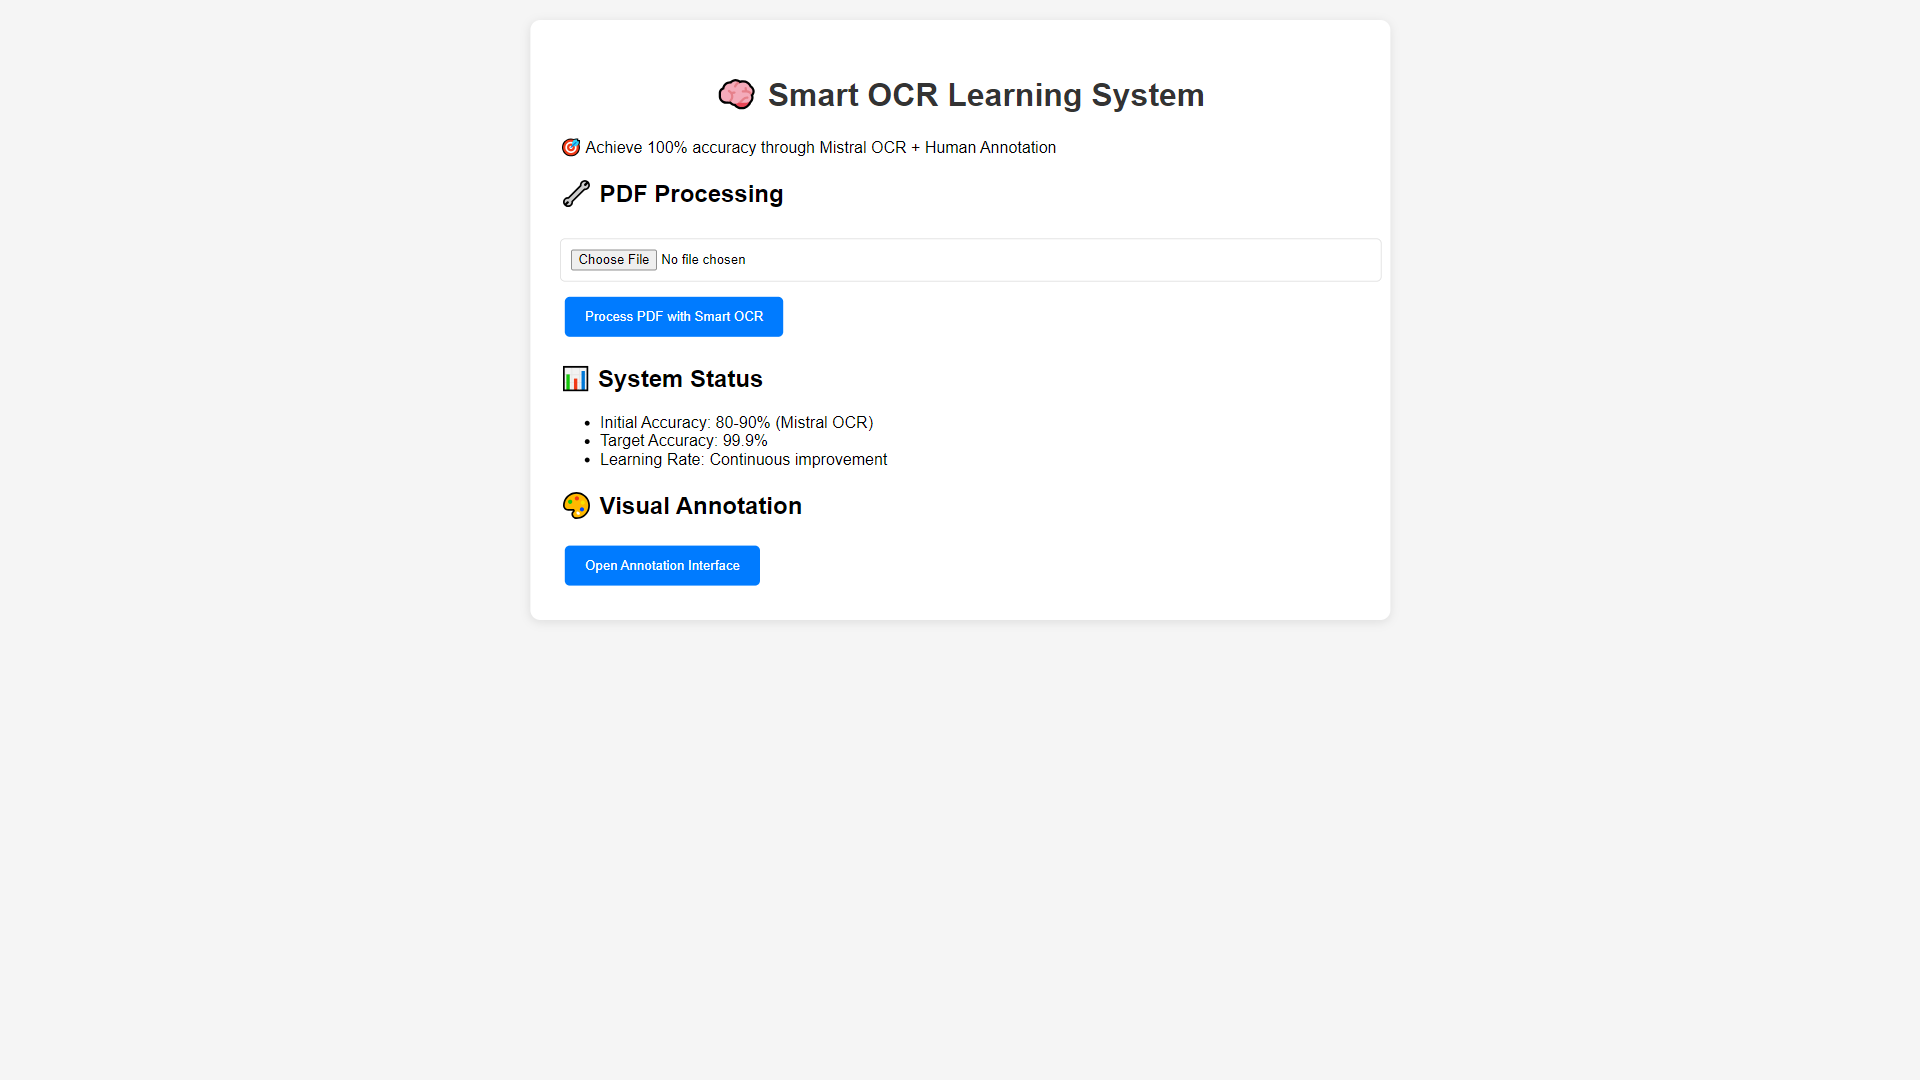 🧠 Smart OCR Learning System
🎯 Achieve 100% accuracy through Mistral OCR + Human Annotation
🔧 PDF Processing
Choose File No file chosen
Process PDF with Smart OCR
📊 System Status
• Initial Accuracy: 80-90% (Mistral OCR)
• Target Accuracy: 99.9%
• Learning Rate: Continuous improvement
🎨 Visual Annotation
Open Annotation Interface